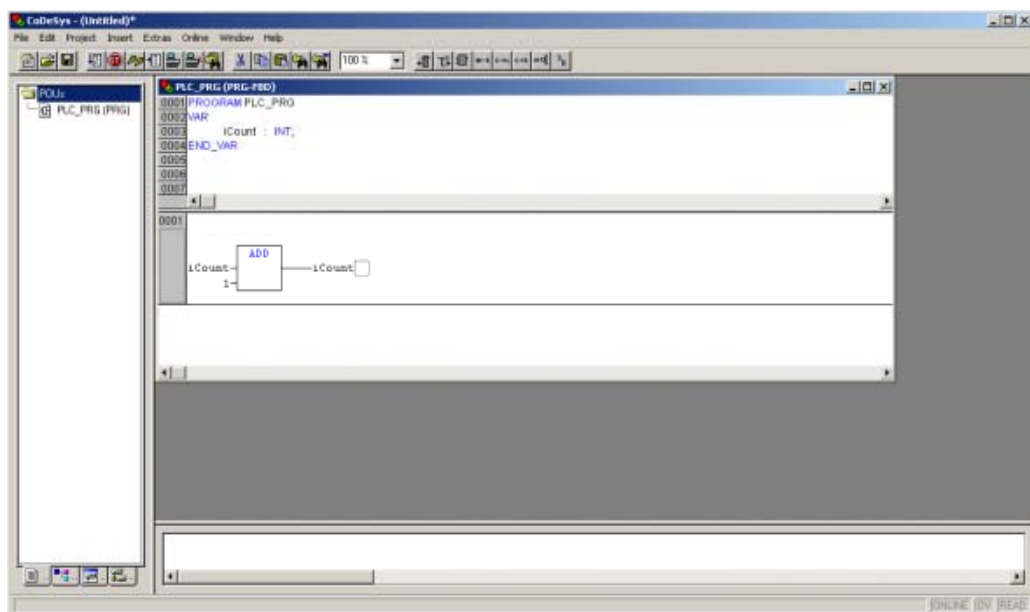 CoDeSys - (Untitled)*
File Edit Project Insert Extras Online Window Help
100 %
POUs
PLC_PRG (PRG)
PLC_PRG (PRG-FBD)
0001 PROGRAM PLC_PRG
0002 VAR
0003 iCount : INT;
0004 END_VAR
0005
0006
0007
0001
ADD
iCount iCount
1
ONLINE OV READ